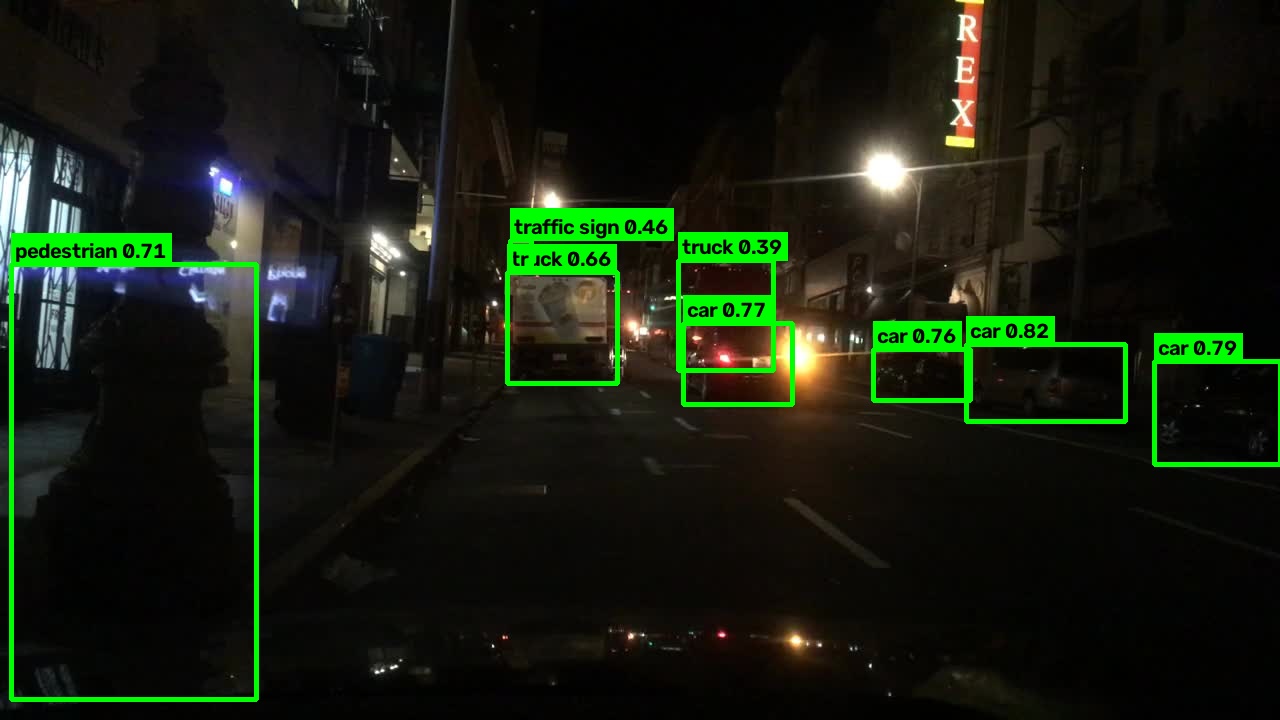 REX
traffic sign 0.46
truck 0.39
pedestrian 0.71
truck 0.66
car 0.77
car 0.76
car 0.82
car 0.79